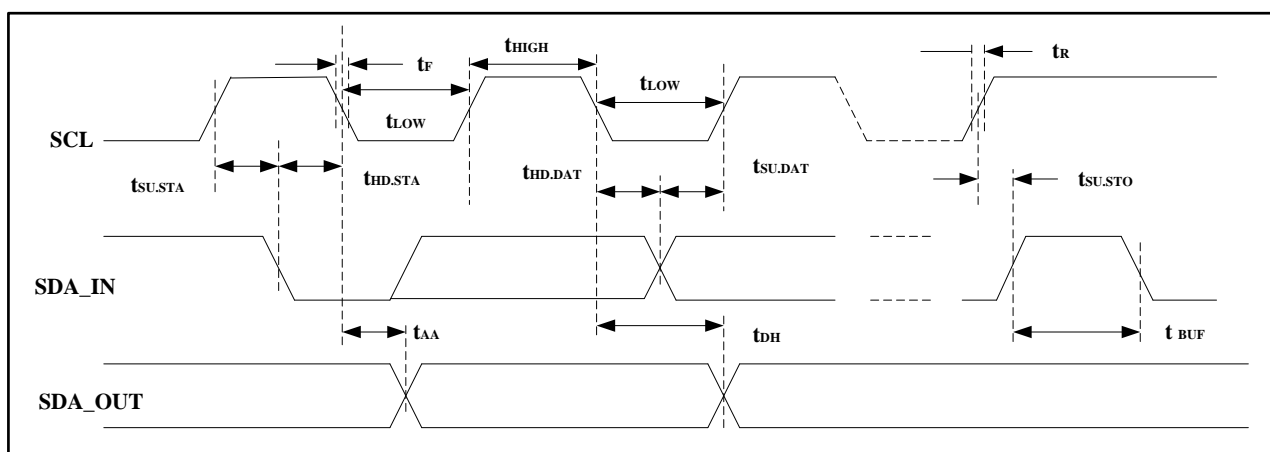 tHIGH
tF
tR
tLOW
tLOW
SCL
tSU.STA
tHD.STA
tHD.DAT
tSU.DAT
tSU.STO
SDA_IN
tAA
tDH
t BUF
SDA_OUT